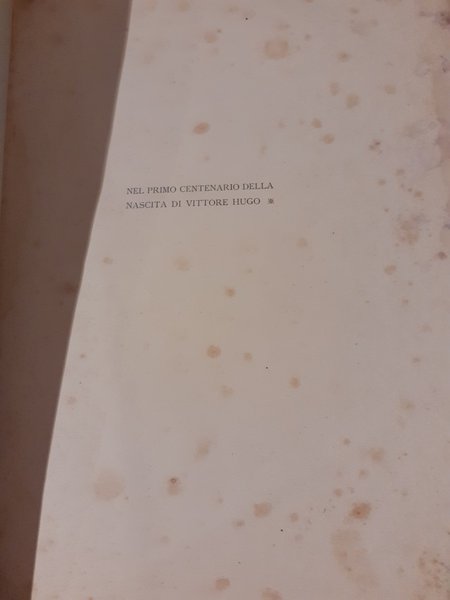 NEL PRIMO CENTENARIO DELLA
NASCITA DI VITTORE HUGO ⁕